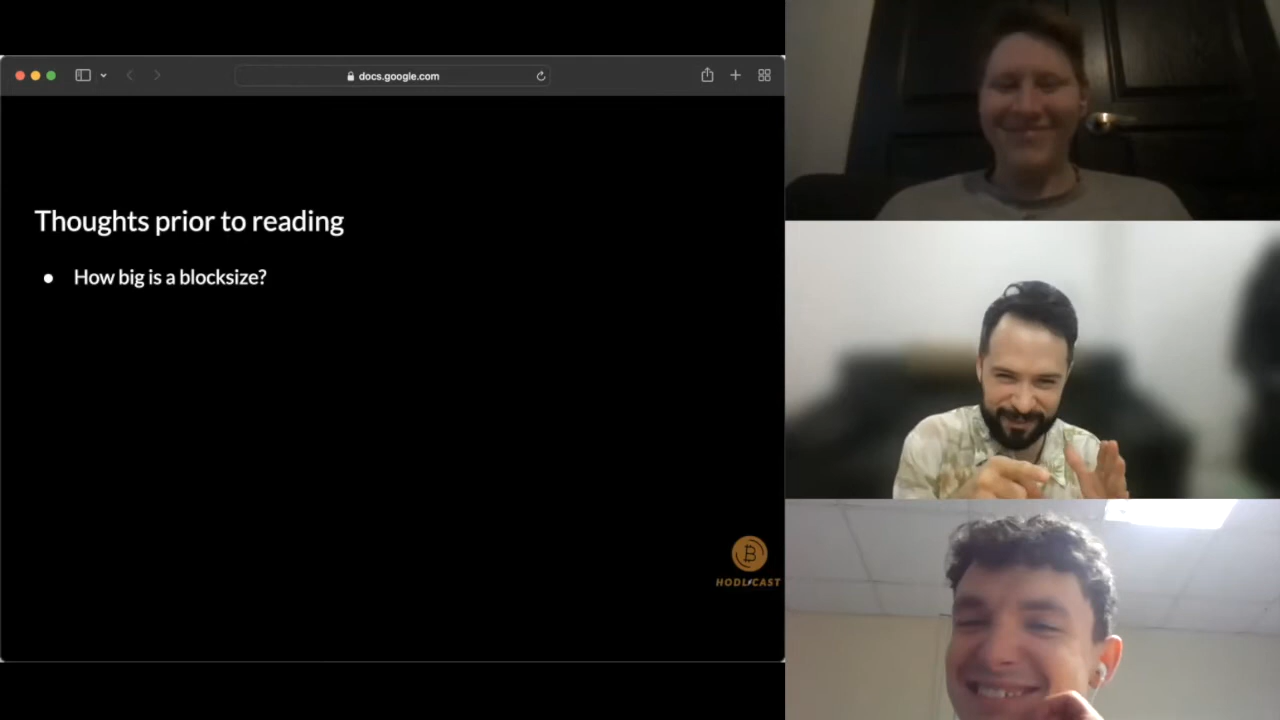 docs.google.com
Thoughts prior to reading
● How big is a blocksize?
HODLCAST